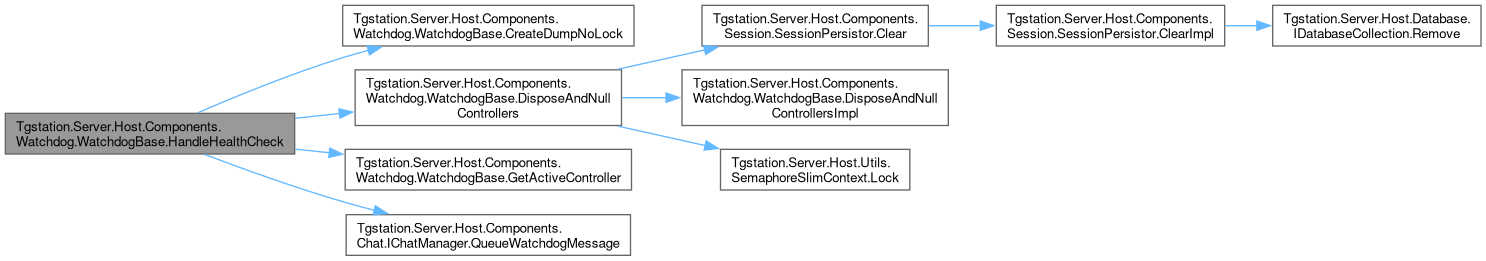 Tgstation.Server.Host.Components.
Watchdog.WatchdogBase.HandleHealthCheck
Tgstation.Server.Host.Components.
Watchdog.WatchdogBase.CreateDumpNoLock
Tgstation.Server.Host.Components.
Watchdog.WatchdogBase.DisposeAndNull
Controllers
Tgstation.Server.Host.Components.
Watchdog.WatchdogBase.GetActiveController
Tgstation.Server.Host.Components.
Chat.IChatManager.QueueWatchdogMessage
Tgstation.Server.Host.Components.
Session.SessionPersistor.Clear
Tgstation.Server.Host.Components.
Watchdog.WatchdogBase.DisposeAndNull
ControllersImpl
Tgstation.Server.Host.Utils.
SemaphoreSlimContext.Lock
Tgstation.Server.Host.Components.
Session.SessionPersistor.ClearImpl
Tgstation.Server.Host.Database.
IDatabaseCollection.Remove